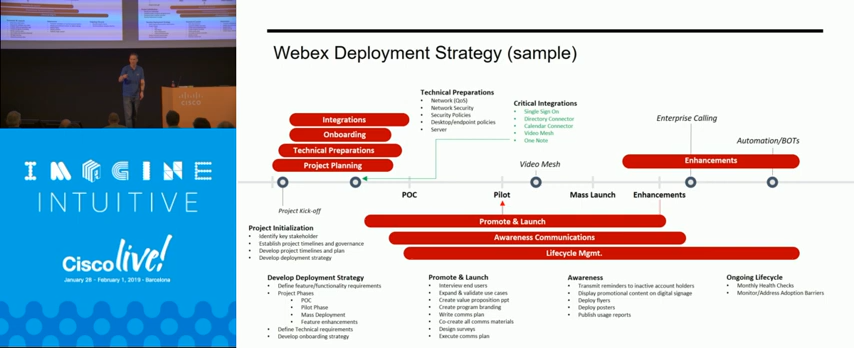 Webex Deployment Strategy (sample)
Technical Preparations
• Network (QoS)
• Network Security
• Security Policies
• Desktop/endpoint policies
• Server
Critical Integrations
• Single Sign On
• Directory Connector
• Calendar Connector
• Video Mesh
• One Note
Integrations
Onboarding
Technical Preparations
Project Planning
Enterprise Calling
Automation/BOTs
Video Mesh
Enhancements
POC
Pilot
Mass Launch
Enhancements
Project Kick-off
Promote & Launch
Awareness Communications
Lifecycle Mgmt.
Project Initialization
• Identify key stakeholder
• Establish project timelines and governance
• Develop project timelines and plan
• Develop deployment strategy
Develop Deployment Strategy
• Define feature/functionality requirements
• Project Phases
• POC
• Pilot Phase
• Mass Deployment
• Feature enhancements
• Define Technical requirements
• Develop onboarding strategy
Promote & Launch
• Interview end users
• Expand & validate use cases
• Create value proposition ppt
• Create program branding
• Write comms plan
• Co-create all comms materials
• Design surveys
• Execute comms plan
Awareness
• Transmit reminders to inactive account holders
• Display promotional content on digital signage
• Deploy flyers
• Deploy posters
• Publish usage reports
Ongoing Lifecycle
• Monthly Health Checks
• Monitor/Address Adoption Barriers
cisco
IMAGINE
INTUITIVE
Cisco live!
January 28 - February 1, 2019 - Barcelona